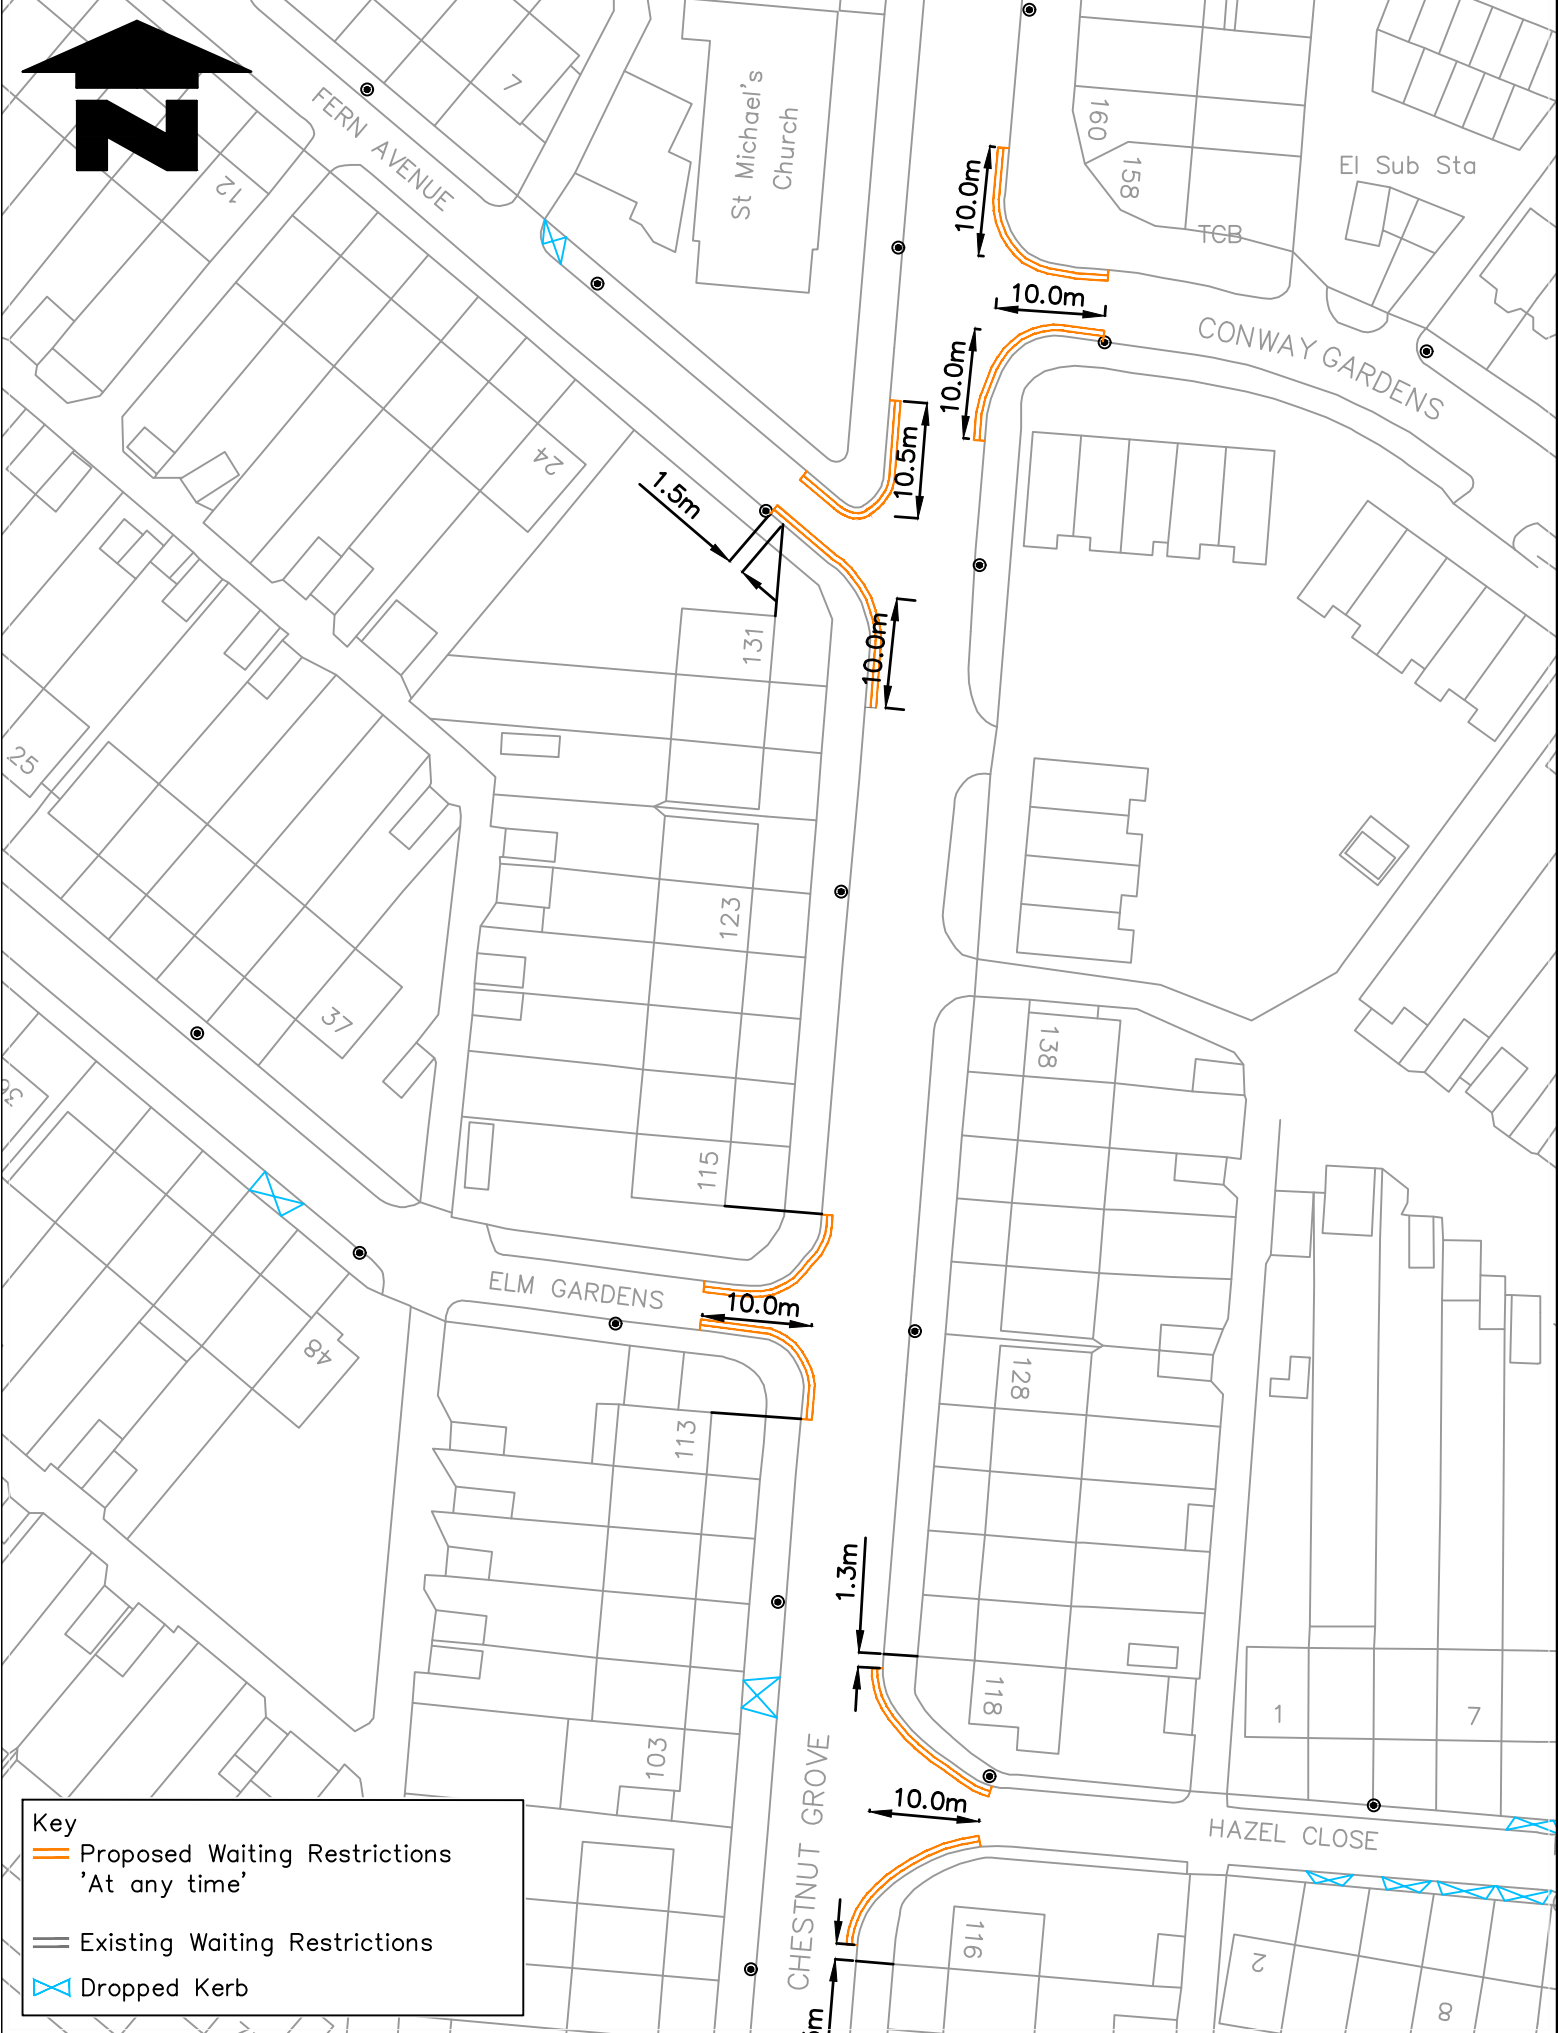 N
FERN AVENUE
7
12
St Michael's
Church
160
158
El Sub Sta
TCB
10.0m
10.0m
CONWAY GARDENS
10.0m
24
10.5m
1.5m
131
10.0m
25
123
37
138
115
ELM GARDENS
10.0m
48
128
113
1.3m
118
1
7
103
CHESTNUT GROVE
10.0m
HAZEL CLOSE
116
2
8
Key
Proposed Waiting Restrictions
'At any time'
Existing Waiting Restrictions
Dropped Kerb